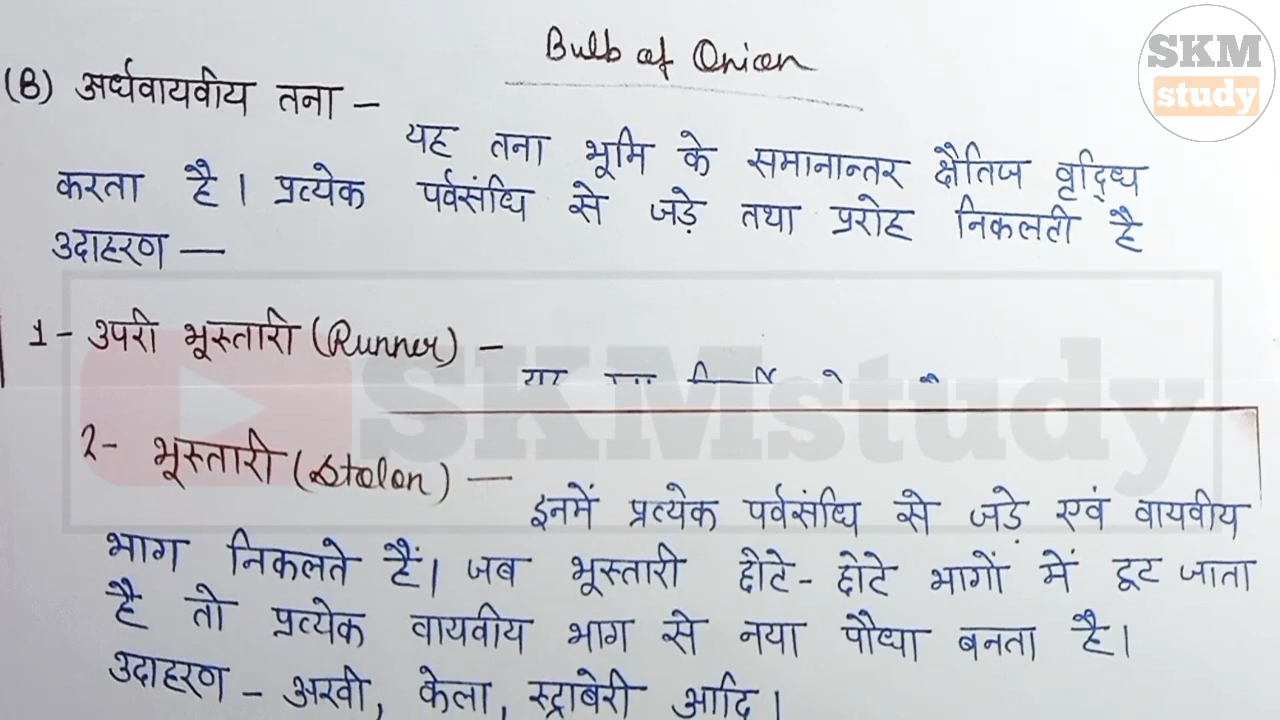 Bulb of Onion
SKM
study
(B) अर्धवायवीय तना –
यह तना भूमि के समानान्तर क्षैतिज वृद्धि
करता है। प्रत्येक पर्वसंधि से जड़े तथा प्ररोह निकलती है
उदाहरण —
1- उपरी भूस्तारी (Runner) –
SKMstudy
2- भूस्तारी (Stolon) —
इनमें प्रत्येक पर्वसंधि से जड़े एवं वायवीय
भाग निकलते हैं। जब भूस्तारी छोटे-छोटे भागों में टूट जाता
है तो प्रत्येक वायवीय भाग से नया पौधा बनता है।
उदाहरण – अरवी, केला, स्ट्राबेरी आदि।